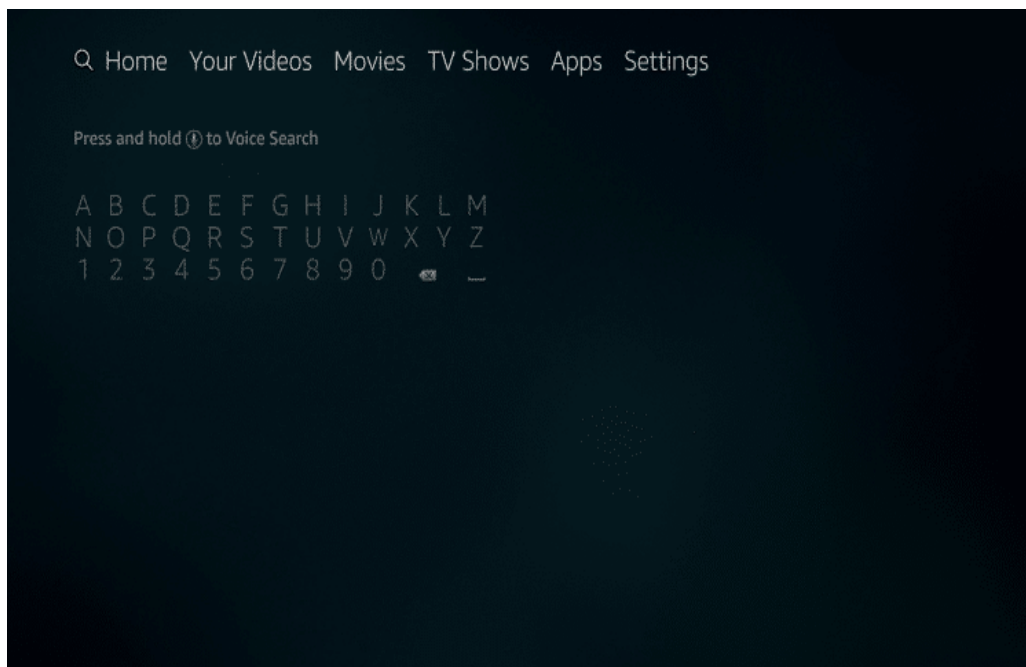 Home Your Videos Movies TV Shows Apps Settings
Press and hold to Voice Search
A B C D E F G H I J K L M
N O P Q R S T U V W X Y Z
1 2 3 4 5 6 7 8 9 0